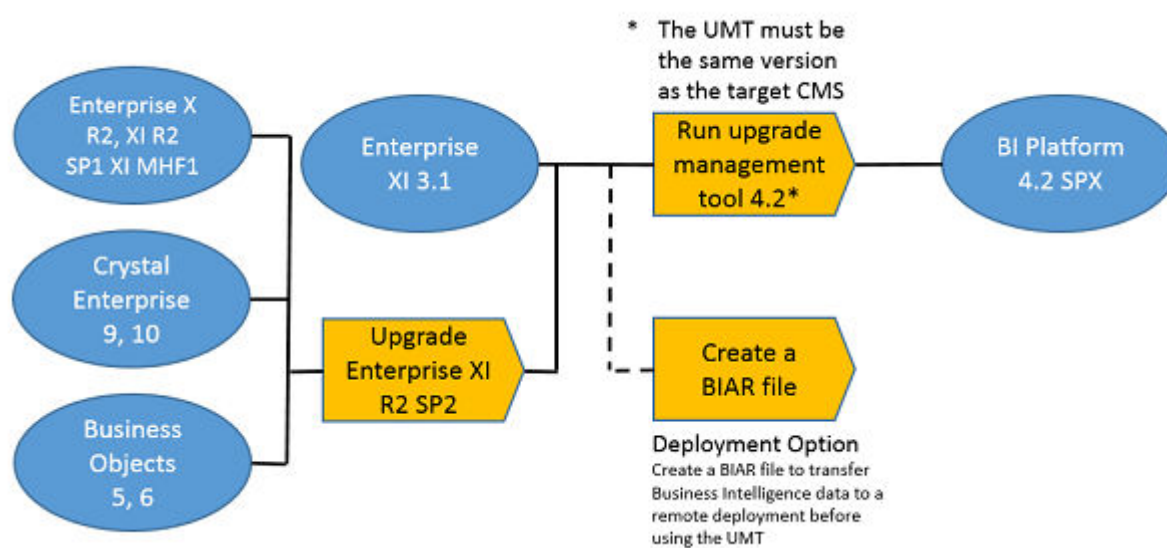 * The UMT must be
the same version
as the target CMS
Enterprise X
R2, XI R2
SP1 XI MHF1
Enterprise
XI 3.1
Run upgrade
management
tool 4.2*
BI Platform
4.2 SPX
Crystal
Enterprise
9, 10
Upgrade
Enterprise XI
R2 SP2
Create a
BIAR file
Business
Objects
5, 6
Deployment Option
Create a BIAR file to transfer
Business Intelligence data to a
remote deployment before
using the UMT